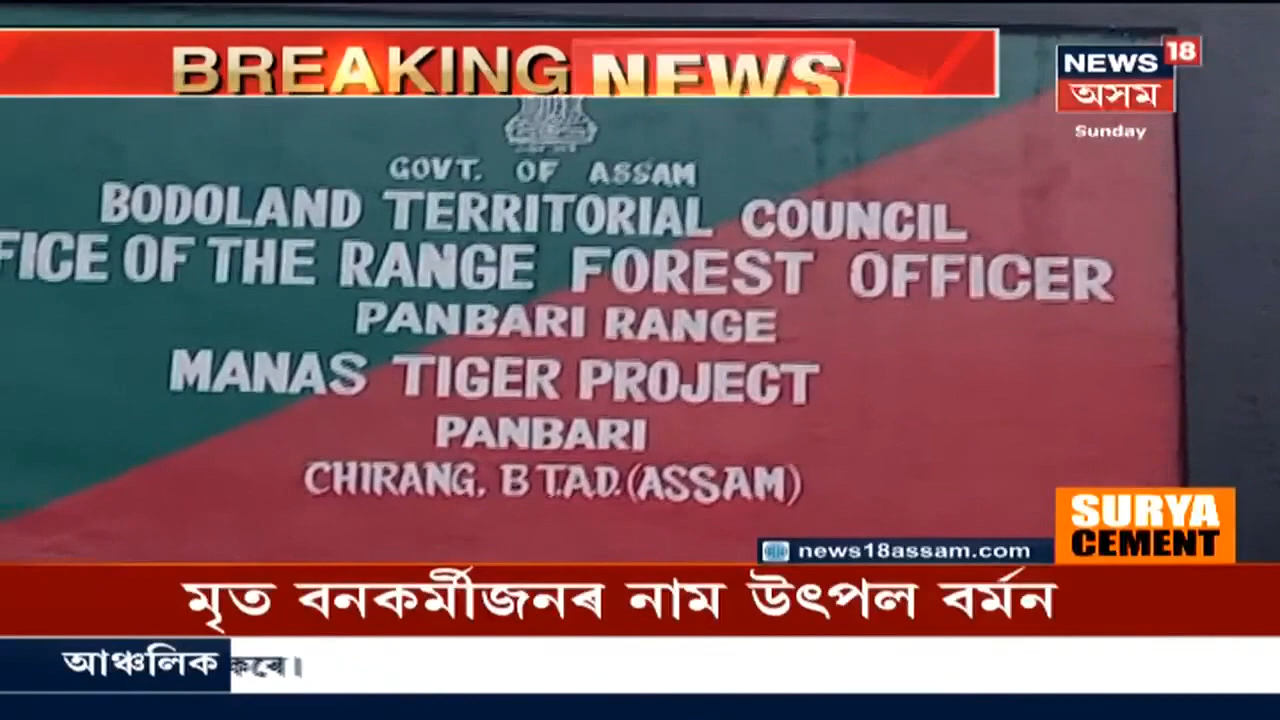 BREAKING NEWS
NEWS 18
অসম
Sunday
GOVT. OF ASSAM
BODOLAND TERRITORIAL COUNCIL
FICE OF THE RANGE FOREST OFFICER
PANBARI RANGE
MANAS TIGER PROJECT
PANBARI
CHIRANG. B T.A.D. (ASSAM)
SURYA
CEMENT
news18assam.com
মৃত বনকৰ্মীজনৰ নাম উৎপল বৰ্মন
আঞ্চলিক কৰে।